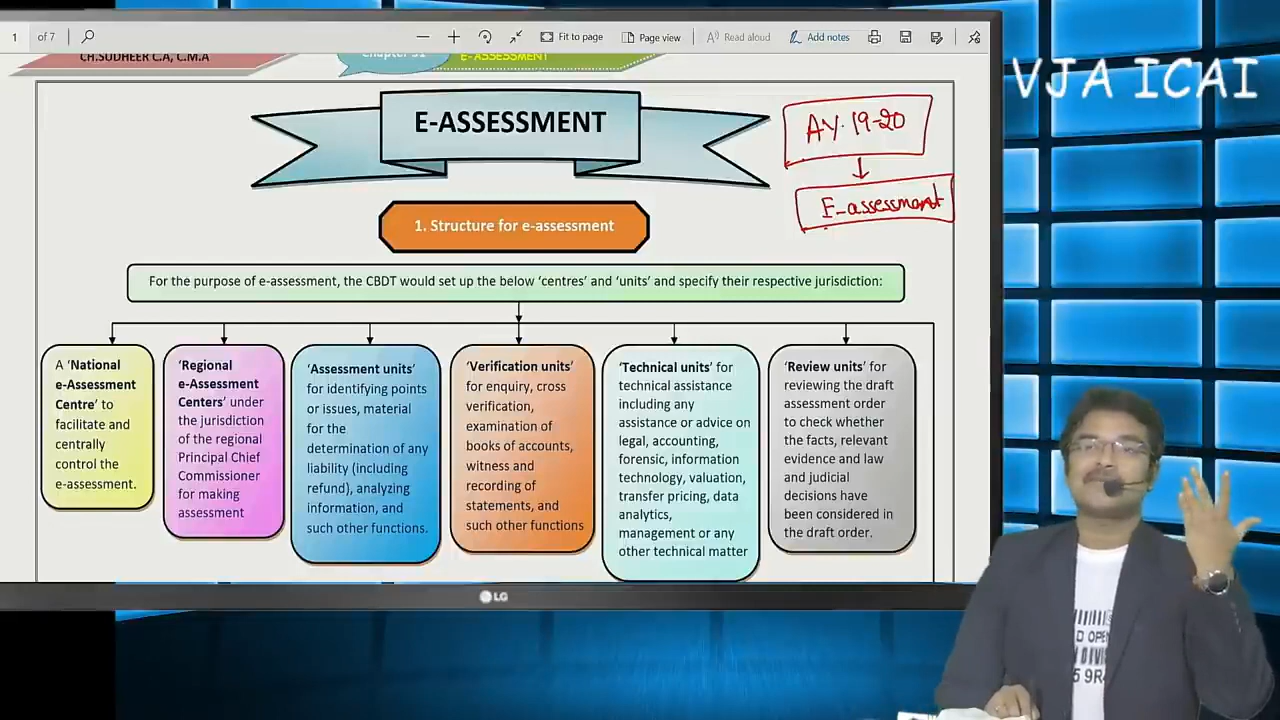 1 of 7
Fit to page
Page view
Read aloud
Add notes
CH.SUDHEER C.A, C.M.A
Chapter 31
E-ASSESSMENT
VJA ICAI
E-ASSESSMENT
AY. 19-20
E-assessment
1. Structure for e-assessment
For the purpose of e-assessment, the CBDT would set up the below ‘centres’ and ‘units’ and specify their respective jurisdiction:
A ‘National
e-Assessment
Centre’ to
facilitate and
centrally
control the
e-assessment.
‘Regional
e-Assessment
Centers’ under
the jurisdiction
of the regional
Principal Chief
Commissioner
for making
assessment
‘Assessment units’
for identifying points
or issues, material
for the
determination of any
liability (including
refund), analyzing
information, and
such other functions.
‘Verification units’
for enquiry, cross
verification,
examination of
books of accounts,
witness and
recording of
statements, and
such other functions
‘Technical units’ for
technical assistance
including any
assistance or advice on
legal, accounting,
forensic, information
technology, valuation,
transfer pricing, data
analytics,
management or any
other technical matter
‘Review units’ for
reviewing the draft
assessment order
to check whether
the facts, relevant
evidence and law
and judicial
decisions have
been considered in
the draft order.
LG
D OPEN
DIVIS
5 9R